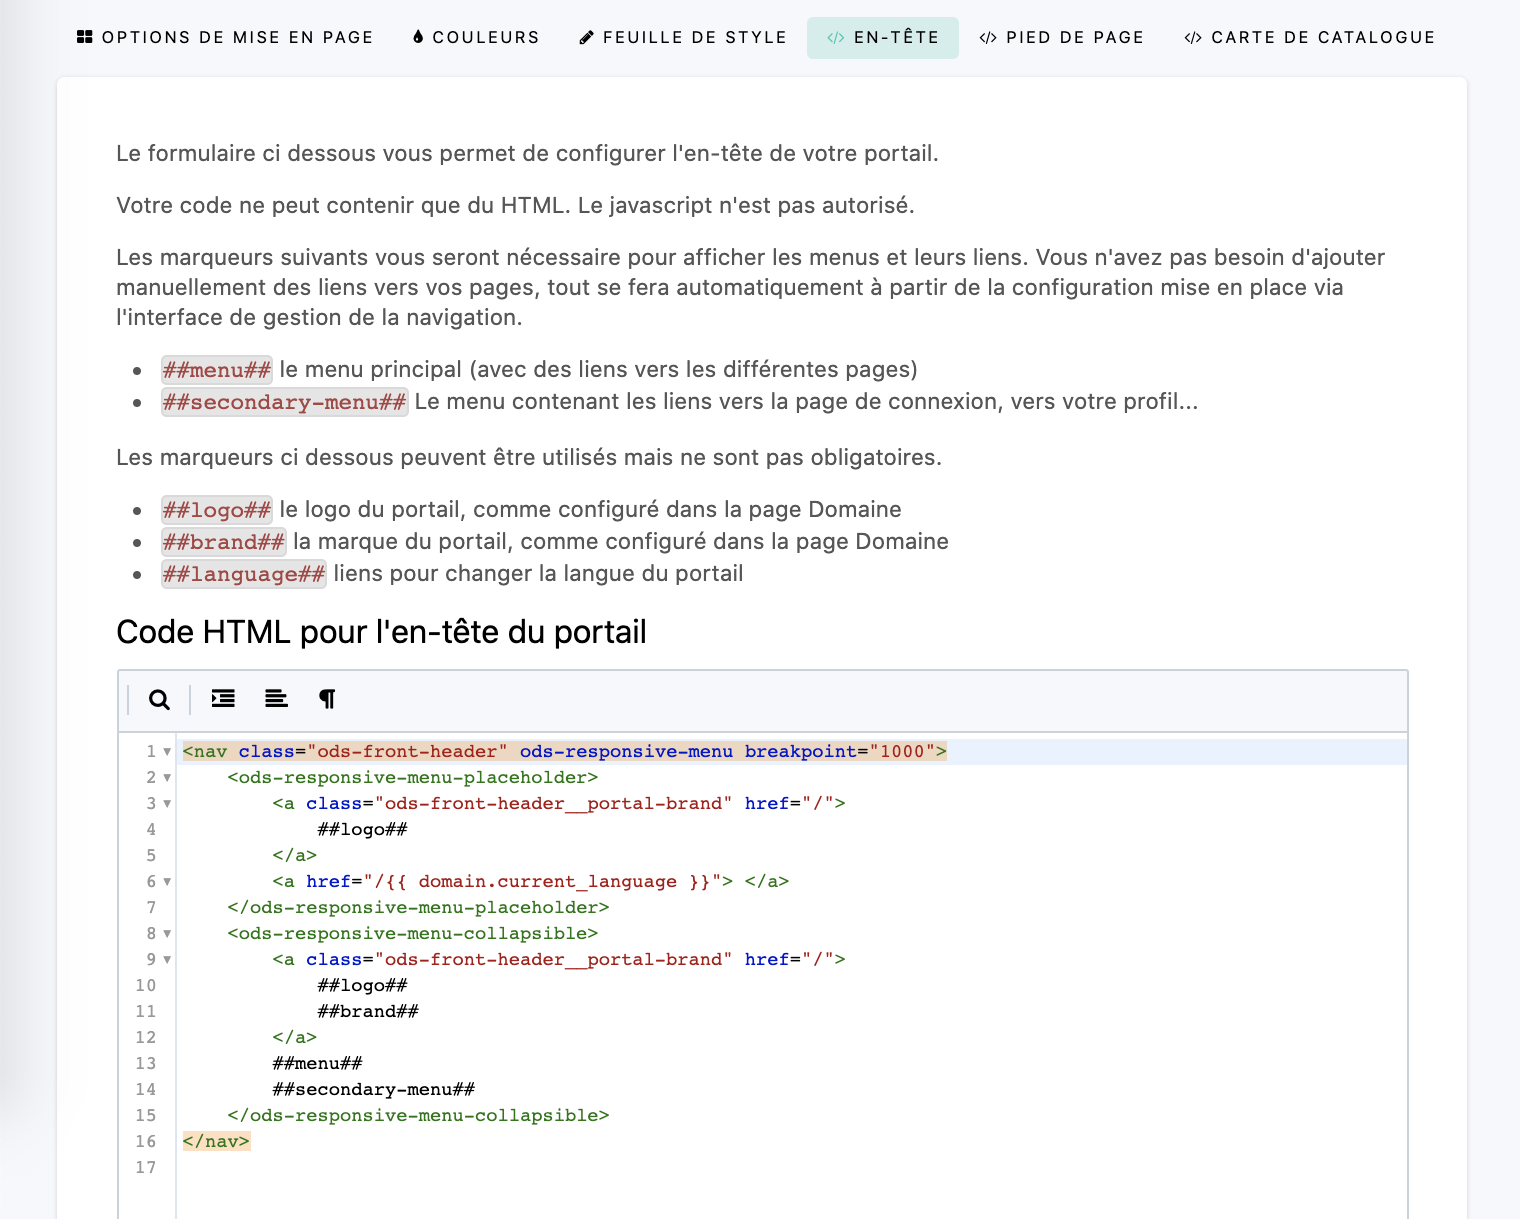 OPTIONS DE MISE EN PAGE COULEURS FEUILLE DE STYLE </> EN-TÊTE </> PIED DE PAGE </> CARTE DE CATALOGUE
Le formulaire ci dessous vous permet de configurer l'en-tête de votre portail.
Votre code ne peut contenir que du HTML. Le javascript n'est pas autorisé.
Les marqueurs suivants vous seront nécessaire pour afficher les menus et leurs liens. Vous n'avez pas besoin d'ajouter
manuellement des liens vers vos pages, tout se fera automatiquement à partir de la configuration mise en place via
l'interface de gestion de la navigation.
• ##menu## le menu principal (avec des liens vers les différentes pages)
• ##secondary-menu## Le menu contenant les liens vers la page de connexion, vers votre profil...
Les marqueurs ci dessous peuvent être utilisés mais ne sont pas obligatoires.
• ##logo## le logo du portail, comme configuré dans la page Domaine
• ##brand## la marque du portail, comme configuré dans la page Domaine
• ##language## liens pour changer la langue du portail
Code HTML pour l'en-tête du portail
¶
1 <nav class="ods-front-header" ods-responsive-menu breakpoint="1000">
2     <ods-responsive-menu-placeholder>
3         <a class="ods-front-header__portal-brand" href="/">
4             ##logo##
5         </a>
6         <a href="/{{ domain.current_language }}"> </a>
7     </ods-responsive-menu-placeholder>
8     <ods-responsive-menu-collapsible>
9         <a class="ods-front-header__portal-brand" href="/">
10             ##logo##
11             ##brand##
12         </a>
13         ##menu##
14         ##secondary-menu##
15     </ods-responsive-menu-collapsible>
16 </nav>
17